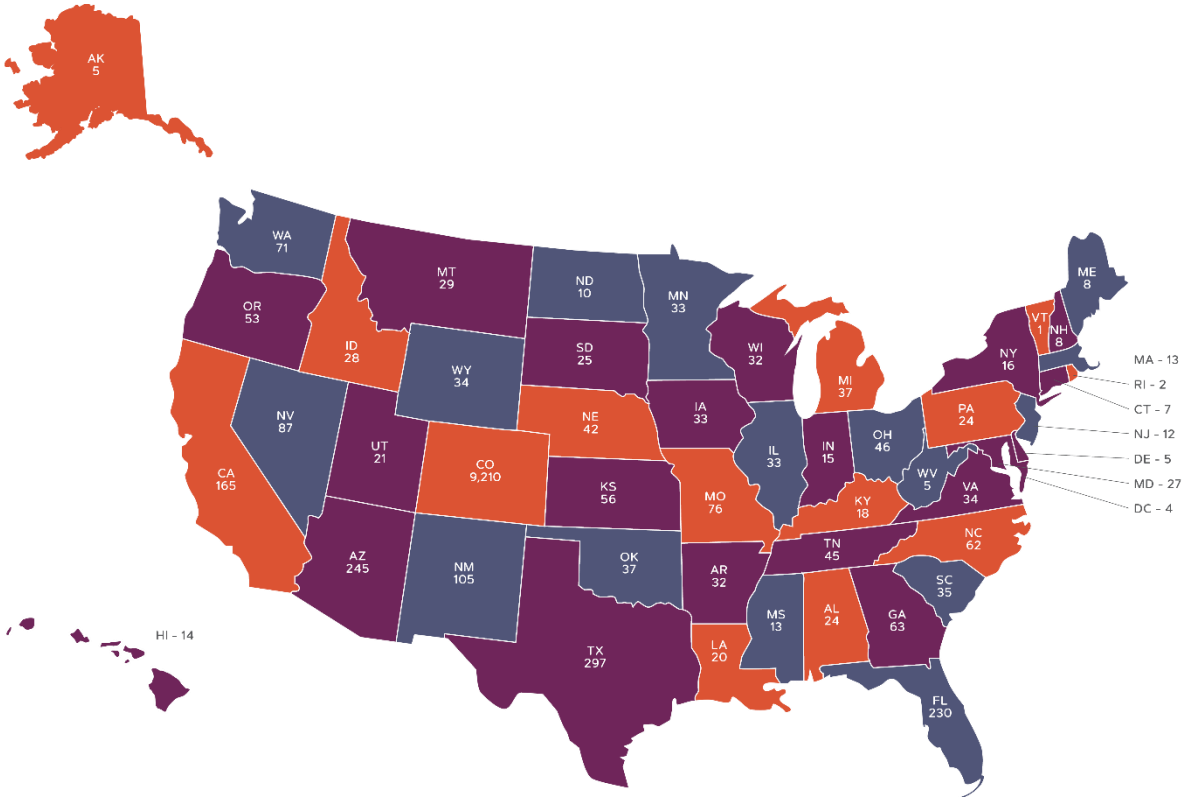 AK
5
WA
71
MT
29
ND
10
MN
33
ME
8
OR
53
ID
28
WY
34
SD
25
WI
32
MI
37
VT
1
NH
8
NY
16
MA - 13
RI - 2
CT - 7
NJ - 12
DE - 5
MD - 27
DC - 4
NV
87
UT
21
CO
9,210
NE
42
IA
33
IL
33
IN
15
OH
46
PA
24
WV
5
VA
34
CA
165
KS
56
MO
76
KY
18
NC
62
AZ
245
NM
105
OK
37
AR
32
TN
45
SC
35
MS
13
AL
24
GA
63
HI - 14
TX
297
LA
20
FL
230